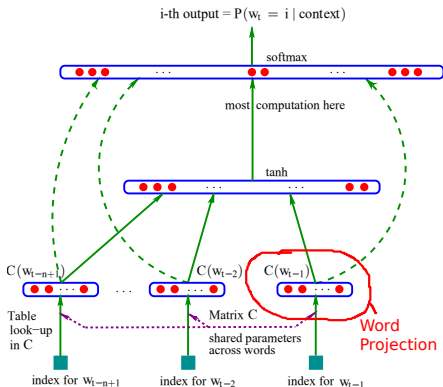 i-th output = P(w_t = i | context)
softmax
... ... ...
most computation here
tanh
... ...
C(w_{t-n+1}) C(w_{t-2}) C(w_{t-1})
... ... ... ...
Table
look-up
in C
Matrix C
shared parameters
across words
Word
Projection
index for w_{t-n+1} index for w_{t-2} index for w_{t-1}